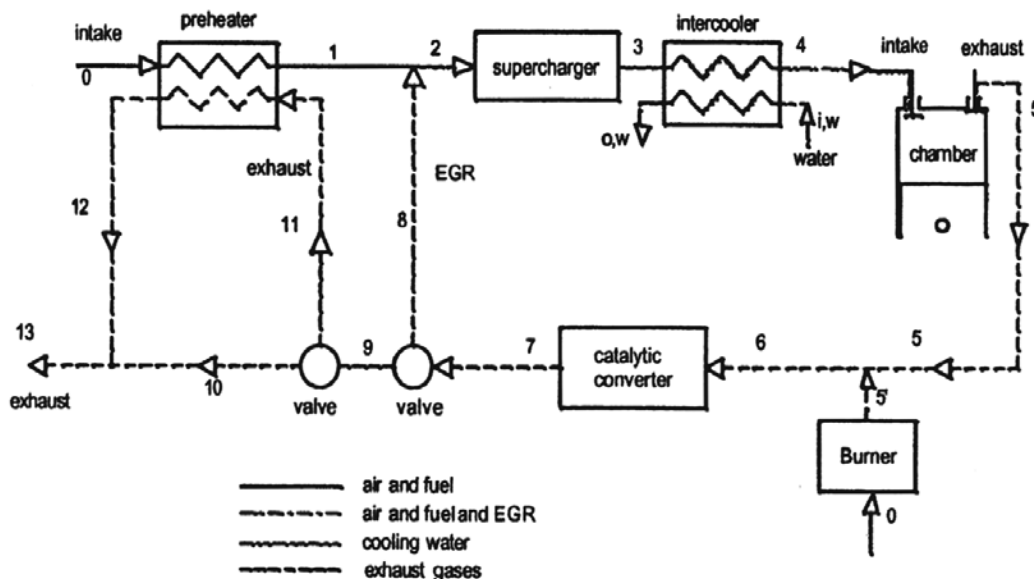 preheater
intercooler
intake
0
1
2
3
4
intake
exhaust
5
supercharger
o,w
i,w
water
chamber
exhaust
EGR
12
11
8
13
exhaust
10
9
7
6
5
valve
valve
catalytic
converter
5'
Burner
0
air and fuel
air and fuel and EGR
cooling water
exhaust gases